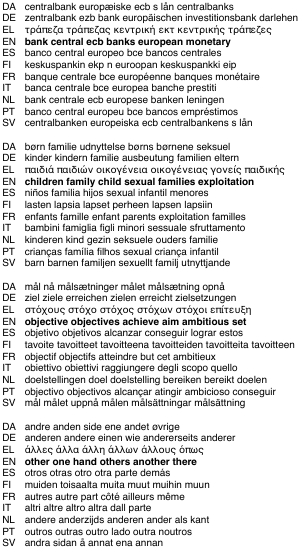 DA centralbank europæiske ecb s lån centralbanks
DE zentralbank ezb bank europäischen investitionsbank darlehen
EL τράπεζα τράπεζας κεντρική εκτ κεντρικής τράπεζες
EN bank central ecb banks european monetary
ES banco central europeo bce bancos centrales
FI keskuspankin ekp n euroopan keskuspankki eip
FR banque centrale bce européenne banques monétaire
IT banca centrale bce europea banche prestiti
NL bank centrale ecb europese banken leningen
PT banco central europeu bce bancos empréstimos
SV centralbanken europeiska ecb centralbankens s lån
DA børn familie udnyttelse børns børnene seksuel
DE kinder kindern familie ausbeutung familien eltern
EL παιδιά παιδιών οικογένεια οικογένειας γονείς παιδικής
EN children family child sexual families exploitation
ES niños familia hijos sexual infantil menores
FI lasten lapsia lapset perheen lapsen lapsiin
FR enfants famille enfant parents exploitation familles
IT bambini famiglia figli minori sessuale sfruttamento
NL kinderen kind gezin seksuele ouders familie
PT crianças família filhos sexual criança infantil
SV barn barnen familjen sexuellt familj utnyttjande
DA mål nå målsætninger målet målsætning opnå
DE ziel ziele erreichen zielen erreicht zielsetzungen
EL στόχους στόχο στόχος στόχων στόχοι επίτευξη
EN objective objectives achieve aim ambitious set
ES objetivo objetivos alcanzar conseguir lograr estos
FI tavoite tavoitteet tavoitteena tavoitteiden tavoitteita tavoitteen
FR objectif objectifs atteindre but cet ambitieux
IT obiettivo obiettivi raggiungere degli scopo quello
NL doelstellingen doel doelstelling bereiken bereikt doelen
PT objectivo objectivos alcançar atingir ambicioso conseguir
SV mål målet uppnå målen målsättningar målsättning
DA andre anden side ene andet øvrige
DE anderen andere einen wie andererseits anderer
EL άλλες άλλα άλλη άλλων άλλους όπως
EN other one hand others another there
ES otros otras otro otra parte demás
FI muiden toisaalta muita muut muihin muun
FR autres autre part côté ailleurs même
IT altri altre altro altra dall parte
NL andere anderzijds anderen ander als kant
PT outros outras outro lado outra noutros
SV andra sidan å annat ena annan